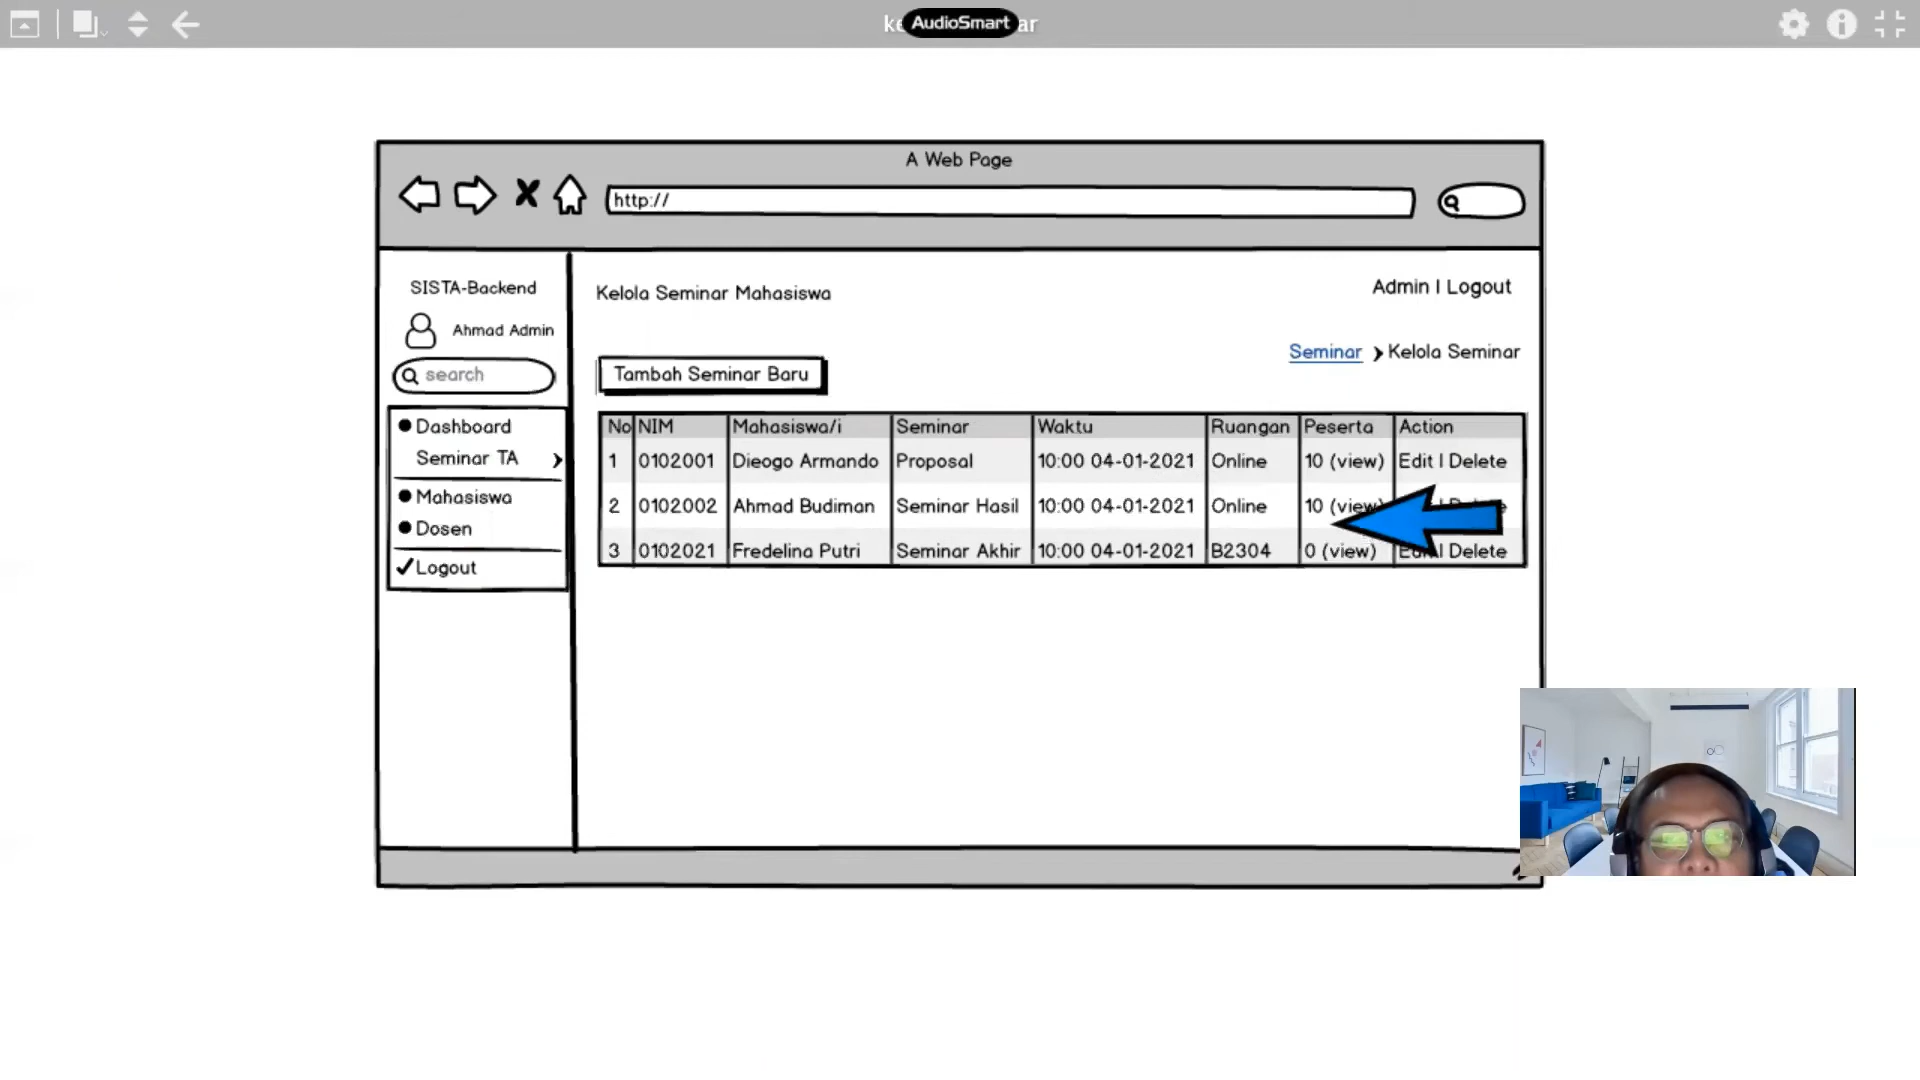 AudioSmart
A Web Page
http://
SISTA-Backend
Ahmad Admin
search
Dashboard
Seminar TA
Mahasiswa
Dosen
Logout
Kelola Seminar Mahasiswa
Admin | Logout
Seminar Kelola Seminar
Tambah Seminar Baru
No NIM Mahasiswa/i Seminar Waktu Ruangan Peserta Action
1 0102001 Dieogo Armando Proposal 10:00 04-01-2021 Online 10 (view) Edit | Delete
2 0102002 Ahmad Budiman Seminar Hasil 10:00 04-01-2021 Online 10 (view)
3 0102021 Fredelina Putri Seminar Akhir 10:00 04-01-2021 B2304 0 (view) Edit | Delete